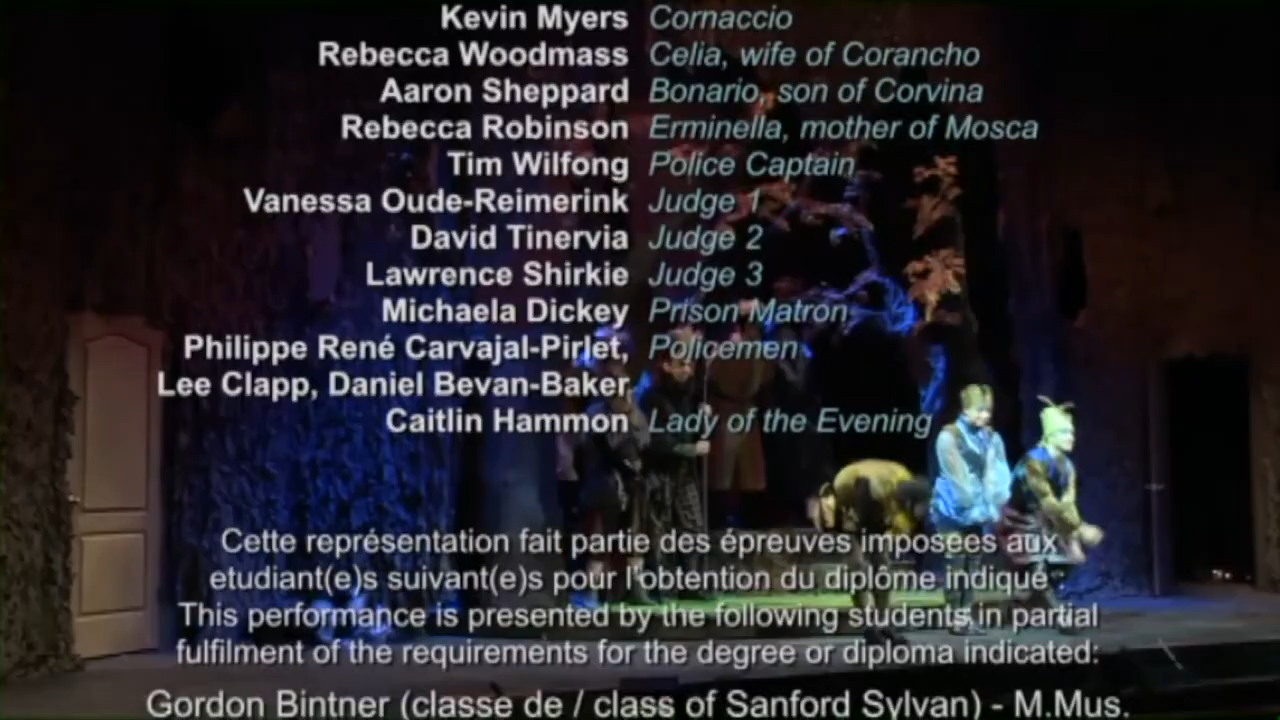 Kevin Myers Cornaccio
Rebecca Woodmass Celia, wife of Corancho
Aaron Sheppard Bonario, son of Corvina
Rebecca Robinson Erminella, mother of Mosca
Tim Wilfong Police Captain
Vanessa Oude-Reimerink Judge 1
David Tinervia Judge 2
Lawrence Shirkie Judge 3
Michaela Dickey Prison Matron
Philippe René Carvajal-Pirlet, Policemen
Lee Clapp, Daniel Bevan-Baker,
Caitlin Hammon Lady of the Evening
Cette représentation fait partie des épreuves imposees aux
etudiant(e)s suivant(e)s pour l'obtention du diplôme indiqué :
This performance is presented by the following students in partial
fulfilment of the requirements for the degree or diploma indicated:
Gordon Bintner (classe de / class of Sanford Sylvan) - M.Mus.